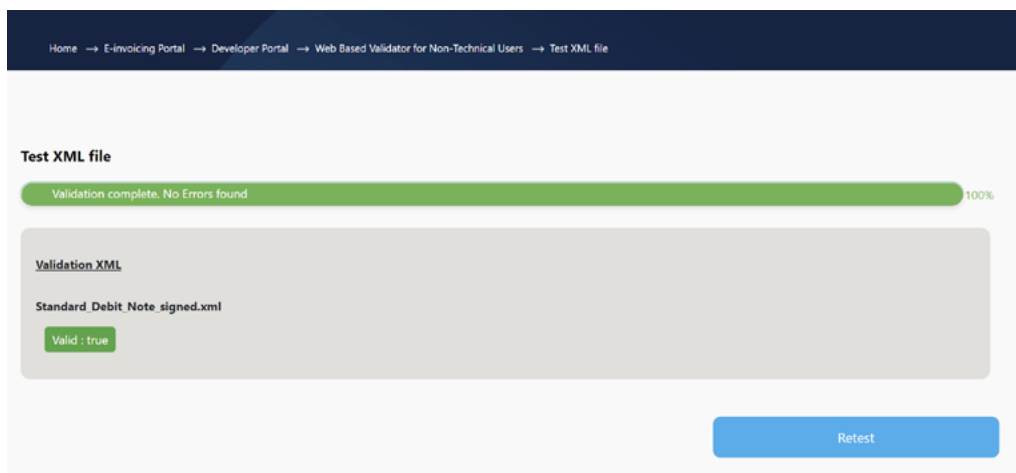 Home → E-invoicing Portal → Developer Portal → Web Based Validator for Non-Technical Users → Test XML file
Test XML file
Validation complete. No Errors found
100%
Validation XML
Standard_Debit_Note_signed.xml
Valid : true
Retest